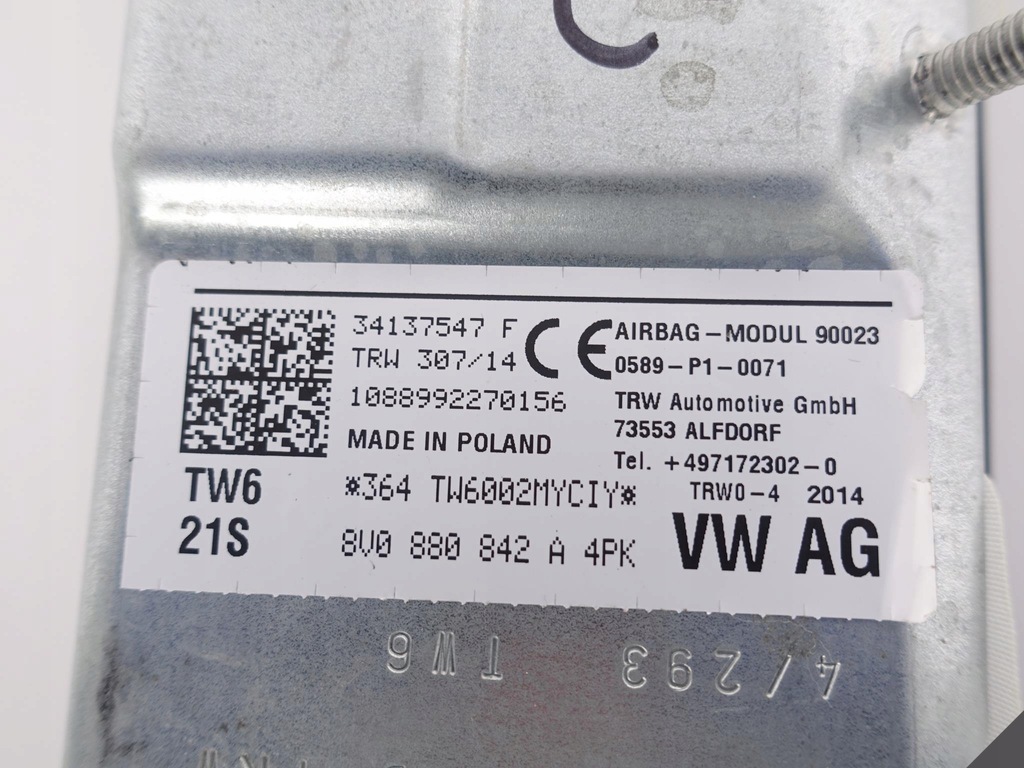 C
34137547 F
TRW 307/14
1088992270156
MADE IN POLAND
CE
AIRBAG-MODUL 90023
0589-P1-0071
TRW Automotive GmbH
73553 ALFDORF
Tel. +497172302-0
TRW0-4 2014
TW6
21S
*364 TW6002MYCIY*
8V0 880 842 A 4PK
VW AG
4/293 TW6